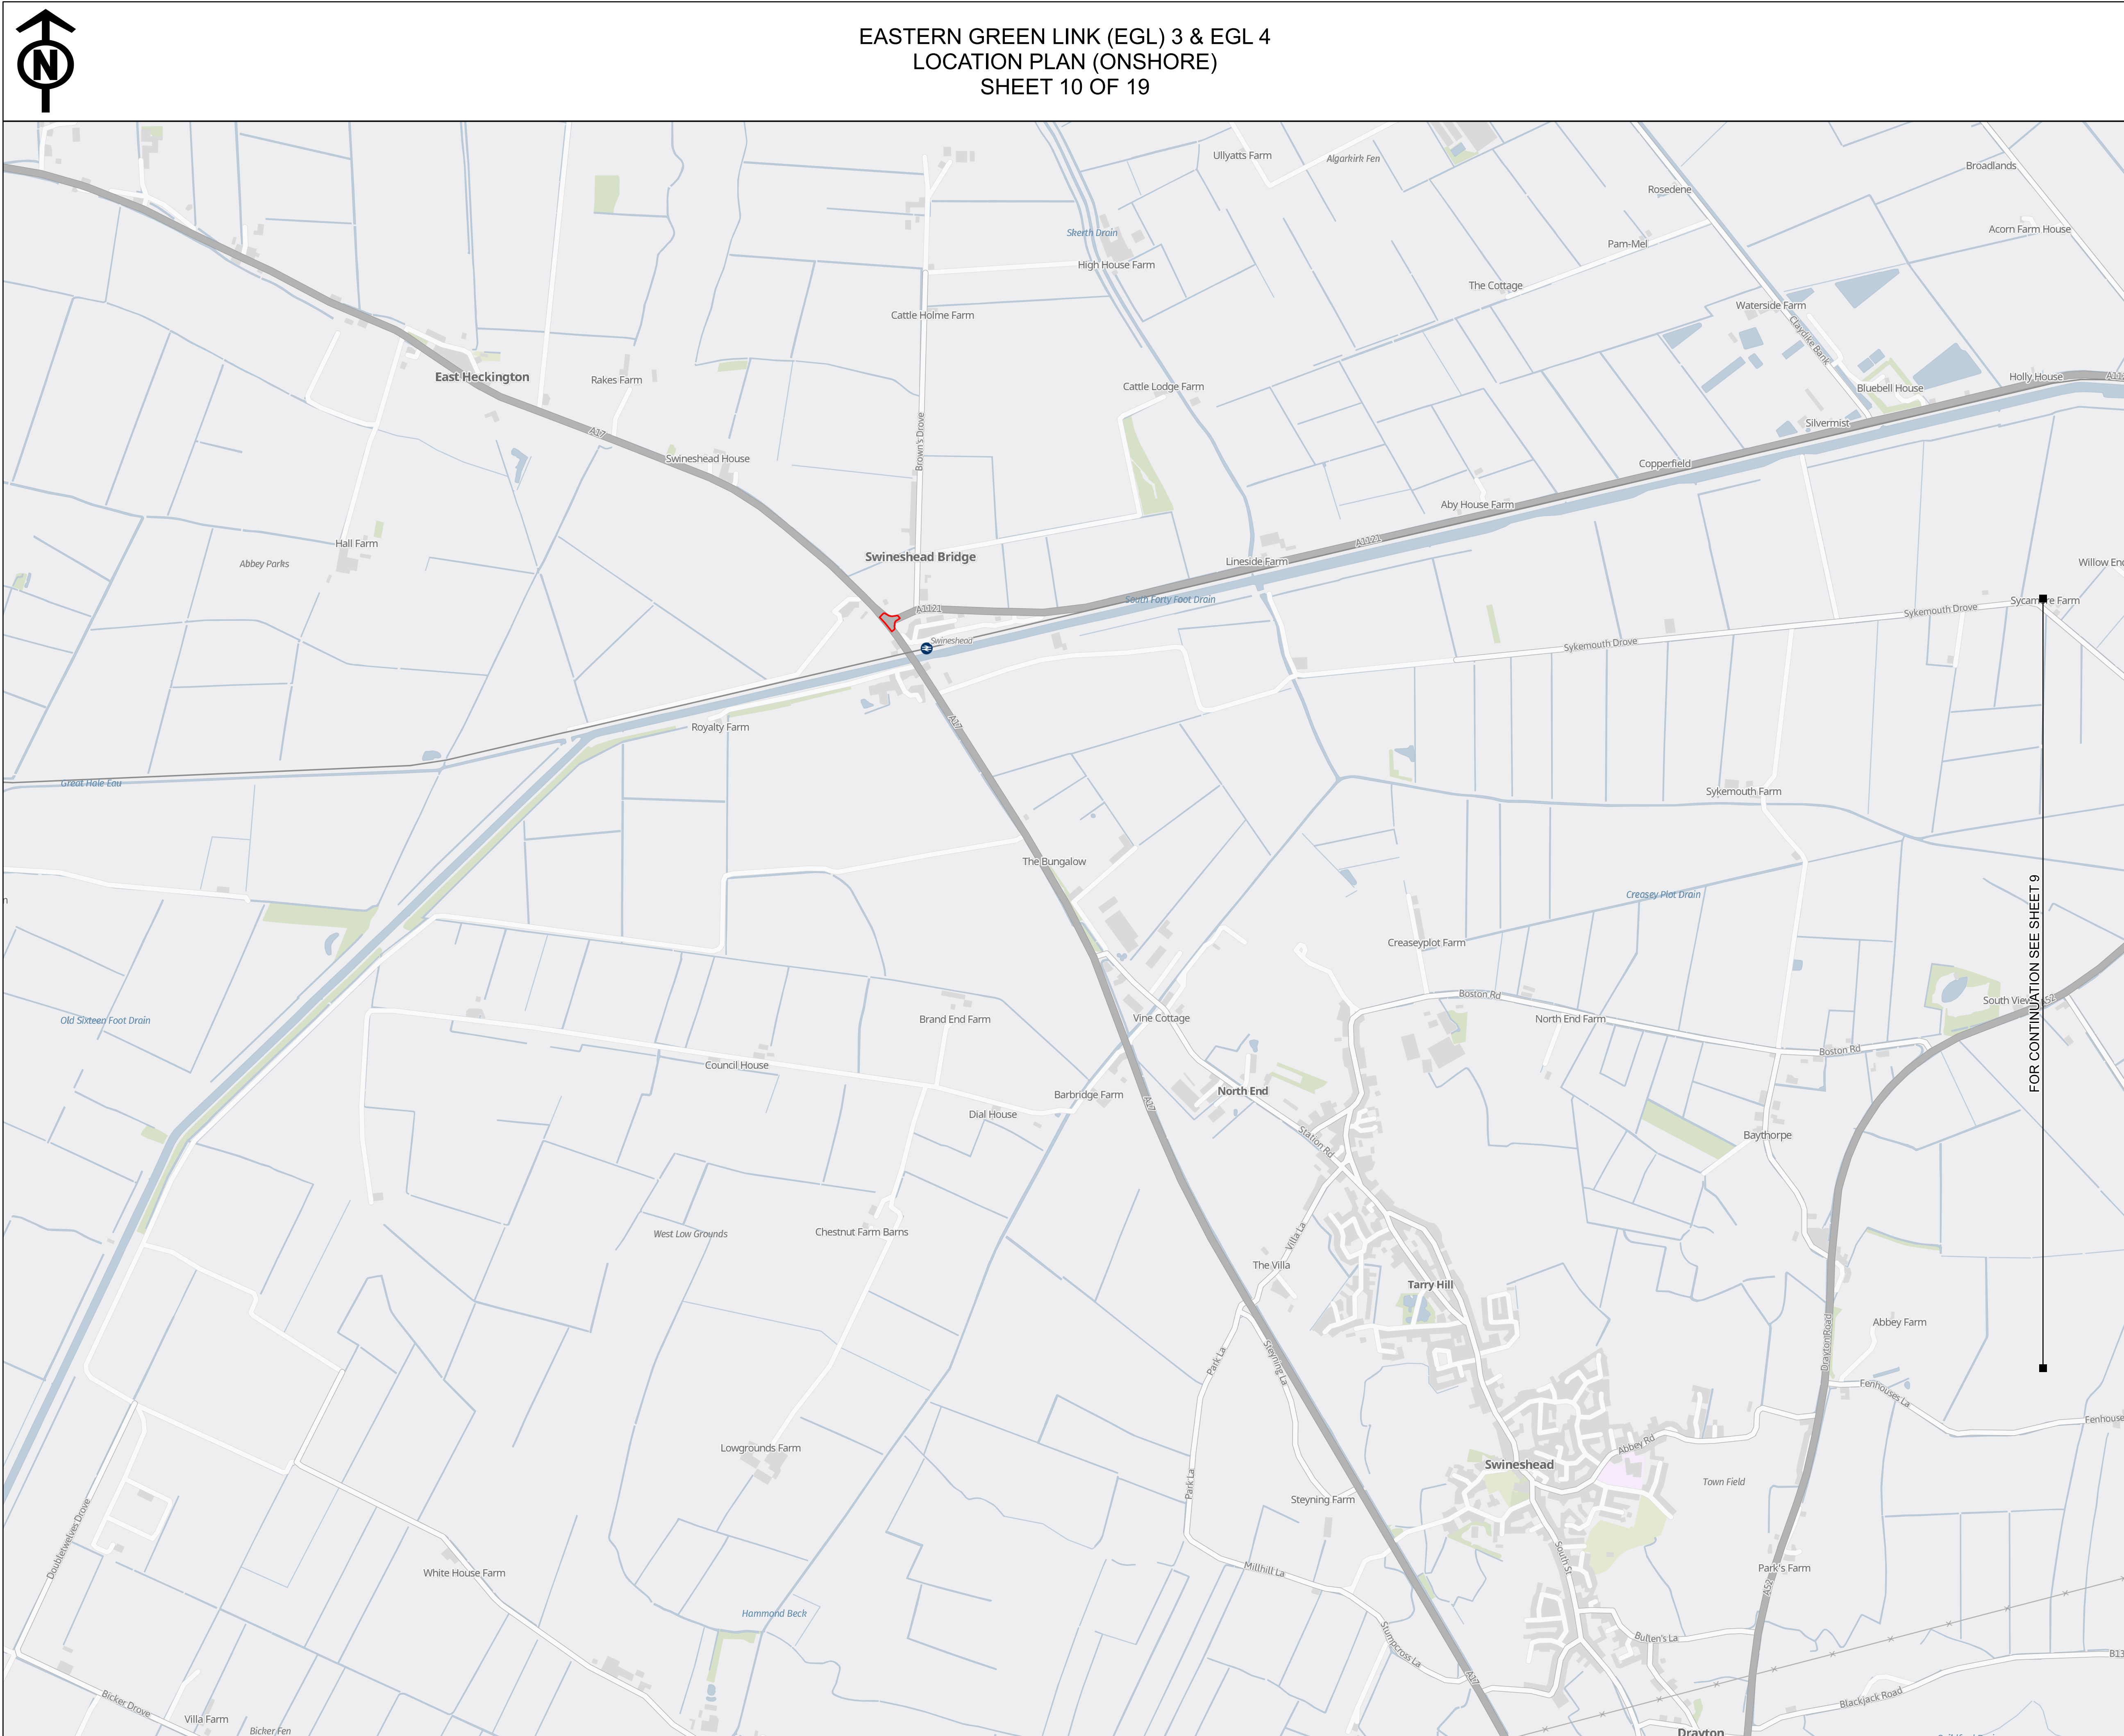 N
EASTERN GREEN LINK (EGL) 3 & EGL 4
LOCATION PLAN (ONSHORE)
SHEET 10 OF 19
Ullyatts Farm
Algarkirk Fen
Broadlands
Rosedene
Acorn Farm House
Skerth Drain
Pam-Mel
High House Farm
The Cottage
Waterside Farm
Cattle Holme Farm
Claydike Bank
East Heckington
Rakes Farm
Cattle Lodge Farm
Holly House
A112
Bluebell House
Silvermist
A17
Brown's Drove
Swineshead House
Copperfield
Aby House Farm
Hall Farm
A1121
Abbey Parks
Swineshead Bridge
Lineside Farm
Willow End
South Forty Foot Drain
Sycamore Farm
A1121
Sykemouth Drove
Swineshead
Sykemouth Drove
Royalty Farm
A17
Great Hale Eau
Sykemouth Farm
The Bungalow
n
Creasey Plot Drain
FOR CONTINUATION SEE SHEET 9
Creaseyplot Farm
Boston Rd
South View
A52
Old Sixteen Foot Drain
Brand End Farm
Vine Cottage
North End Farm
Boston Rd
Council House
Barbridge Farm
North End
A17
Dial House
Station Rd
Baythorpe
West Low Grounds
Chestnut Farm Barns
Villa La
The Villa
Tarry Hill
Abbey Farm
Drayton Road
Park La
Steyning La
Fenhouses La
Fenhouse
Lowgrounds Farm
Abbey Rd
Swineshead
Park La
Town Field
Steyning Farm
Doubletwelves Drove
White House Farm
Millhill La
South St
Park's Farm
A52
Hammond Beck
Stumpcross La
Bullen's La
B13
A17
Bicker Drove
Villa Farm
Blackjack Road
Bicker Fen
Drayton